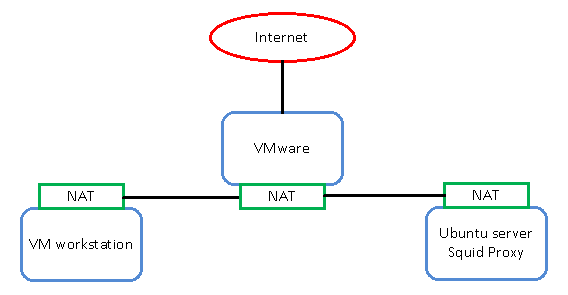 Internet
VMware
NAT
NAT
NAT
VM workstation
Ubuntu server
Squid Proxy